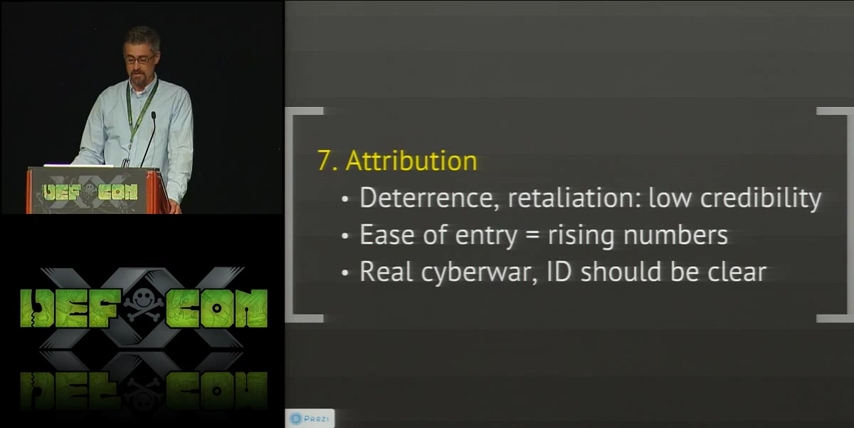 DEF CON
XX
DEF CON
7. Attribution
• Deterrence, retaliation: low credibility
• Ease of entry = rising numbers
• Real cyberwar, ID should be clear
PREZI